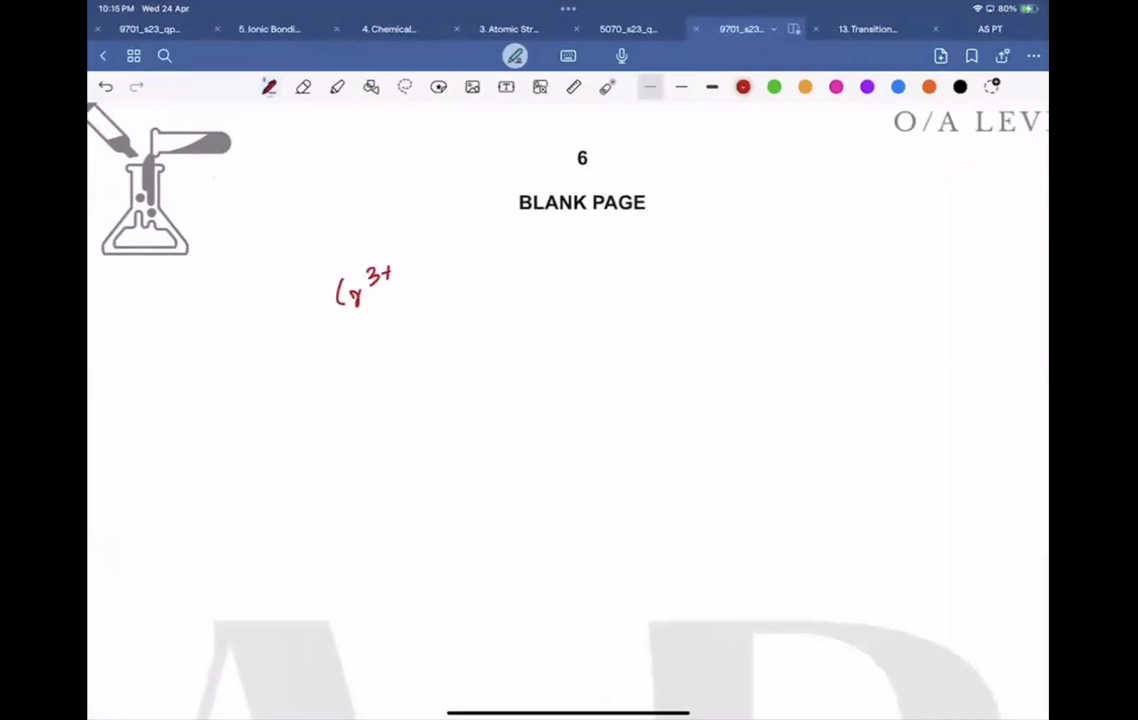 10:15 PM Wed 24 Apr
80%
9701_s23_qp...
5. Ionic Bondi...
4. Chemical...
3. Atomic Str...
5070_s23_q...
9701_s23...
13. Transition...
AS PT
O/A LEV
6
BLANK PAGE
Cr³⁺